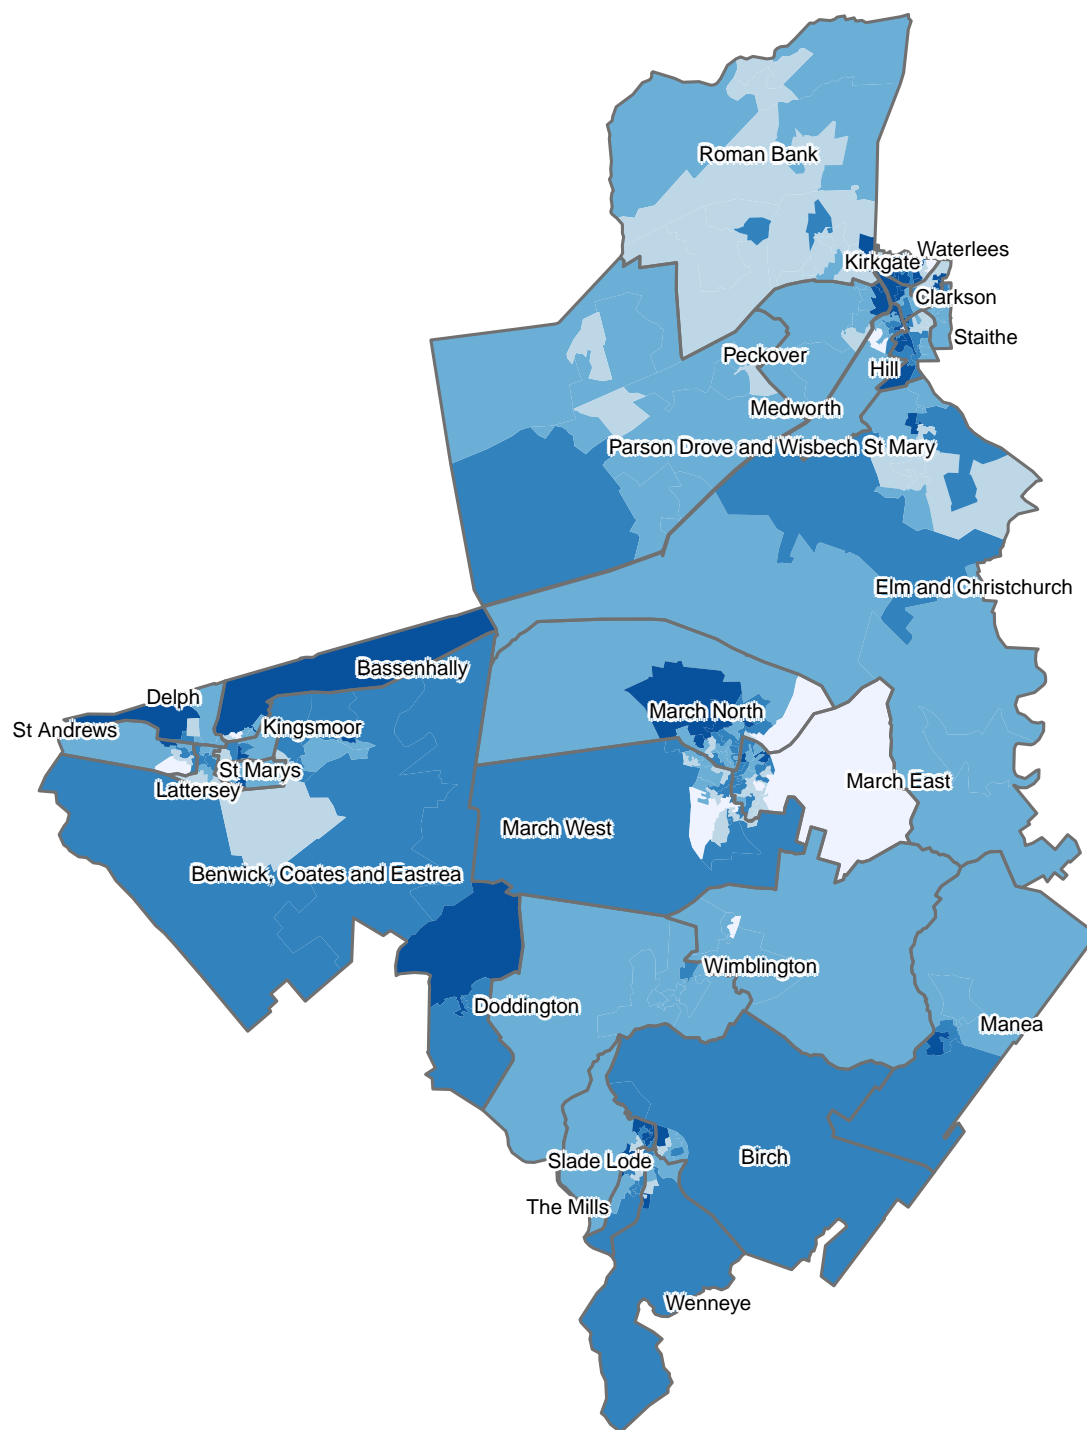 Roman Bank
Waterlees
Kirkgate
Clarkson
Staithe
Peckover
Hill
Medworth
Parson Drove and Wisbech St Mary
Elm and Christchurch
Bassenhally
Delph
St Andrews
Kingsmoor
March North
St Marys
Lattersey
March East
March West
Benwick, Coates and Eastrea
Wimblington
Doddington
Manea
Birch
Slade Lode
The Mills
Wenneye